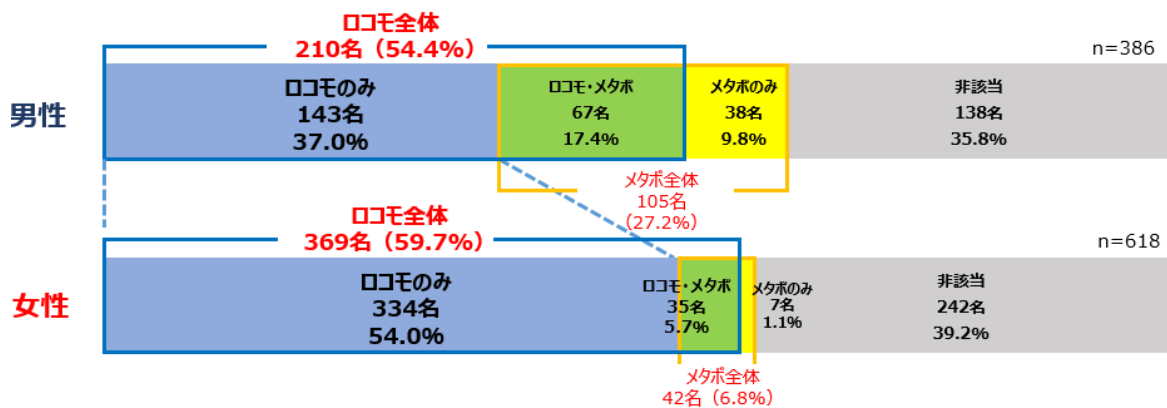 ロコモ全体
210名（54.4%）
n=386
男性
ロコモのみ
143名
37.0%
ロコモ・メタボ
67名
17.4%
メタボのみ
38名
9.8%
非該当
138名
35.8%
メタボ全体
105名
（27.2%）
ロコモ全体
369名（59.7%）
n=618
女性
ロコモのみ
334名
54.0%
ロコモ・メタボ
35名
5.7%
メタボのみ
7名
1.1%
非該当
242名
39.2%
メタボ全体
42名（6.8%）